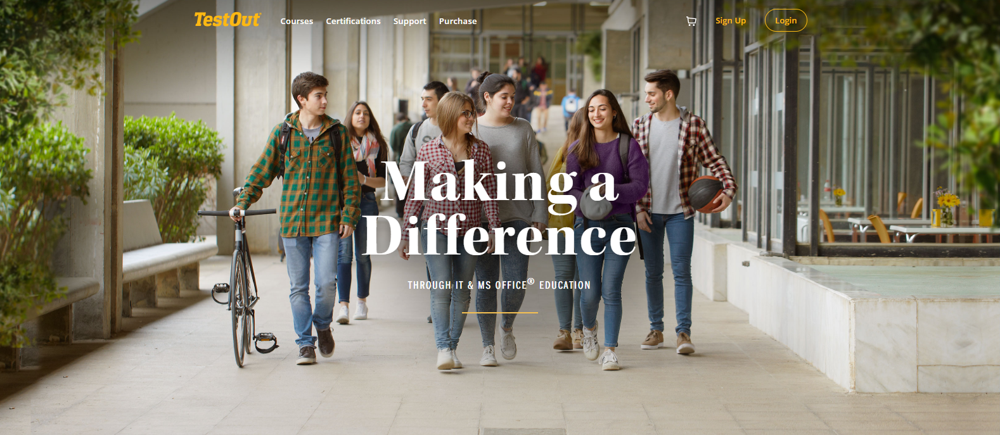 TestOut
Courses Certifications Support Purchase
Sign Up Login
Making a
Difference
THROUGH IT & MS OFFICE® EDUCATION